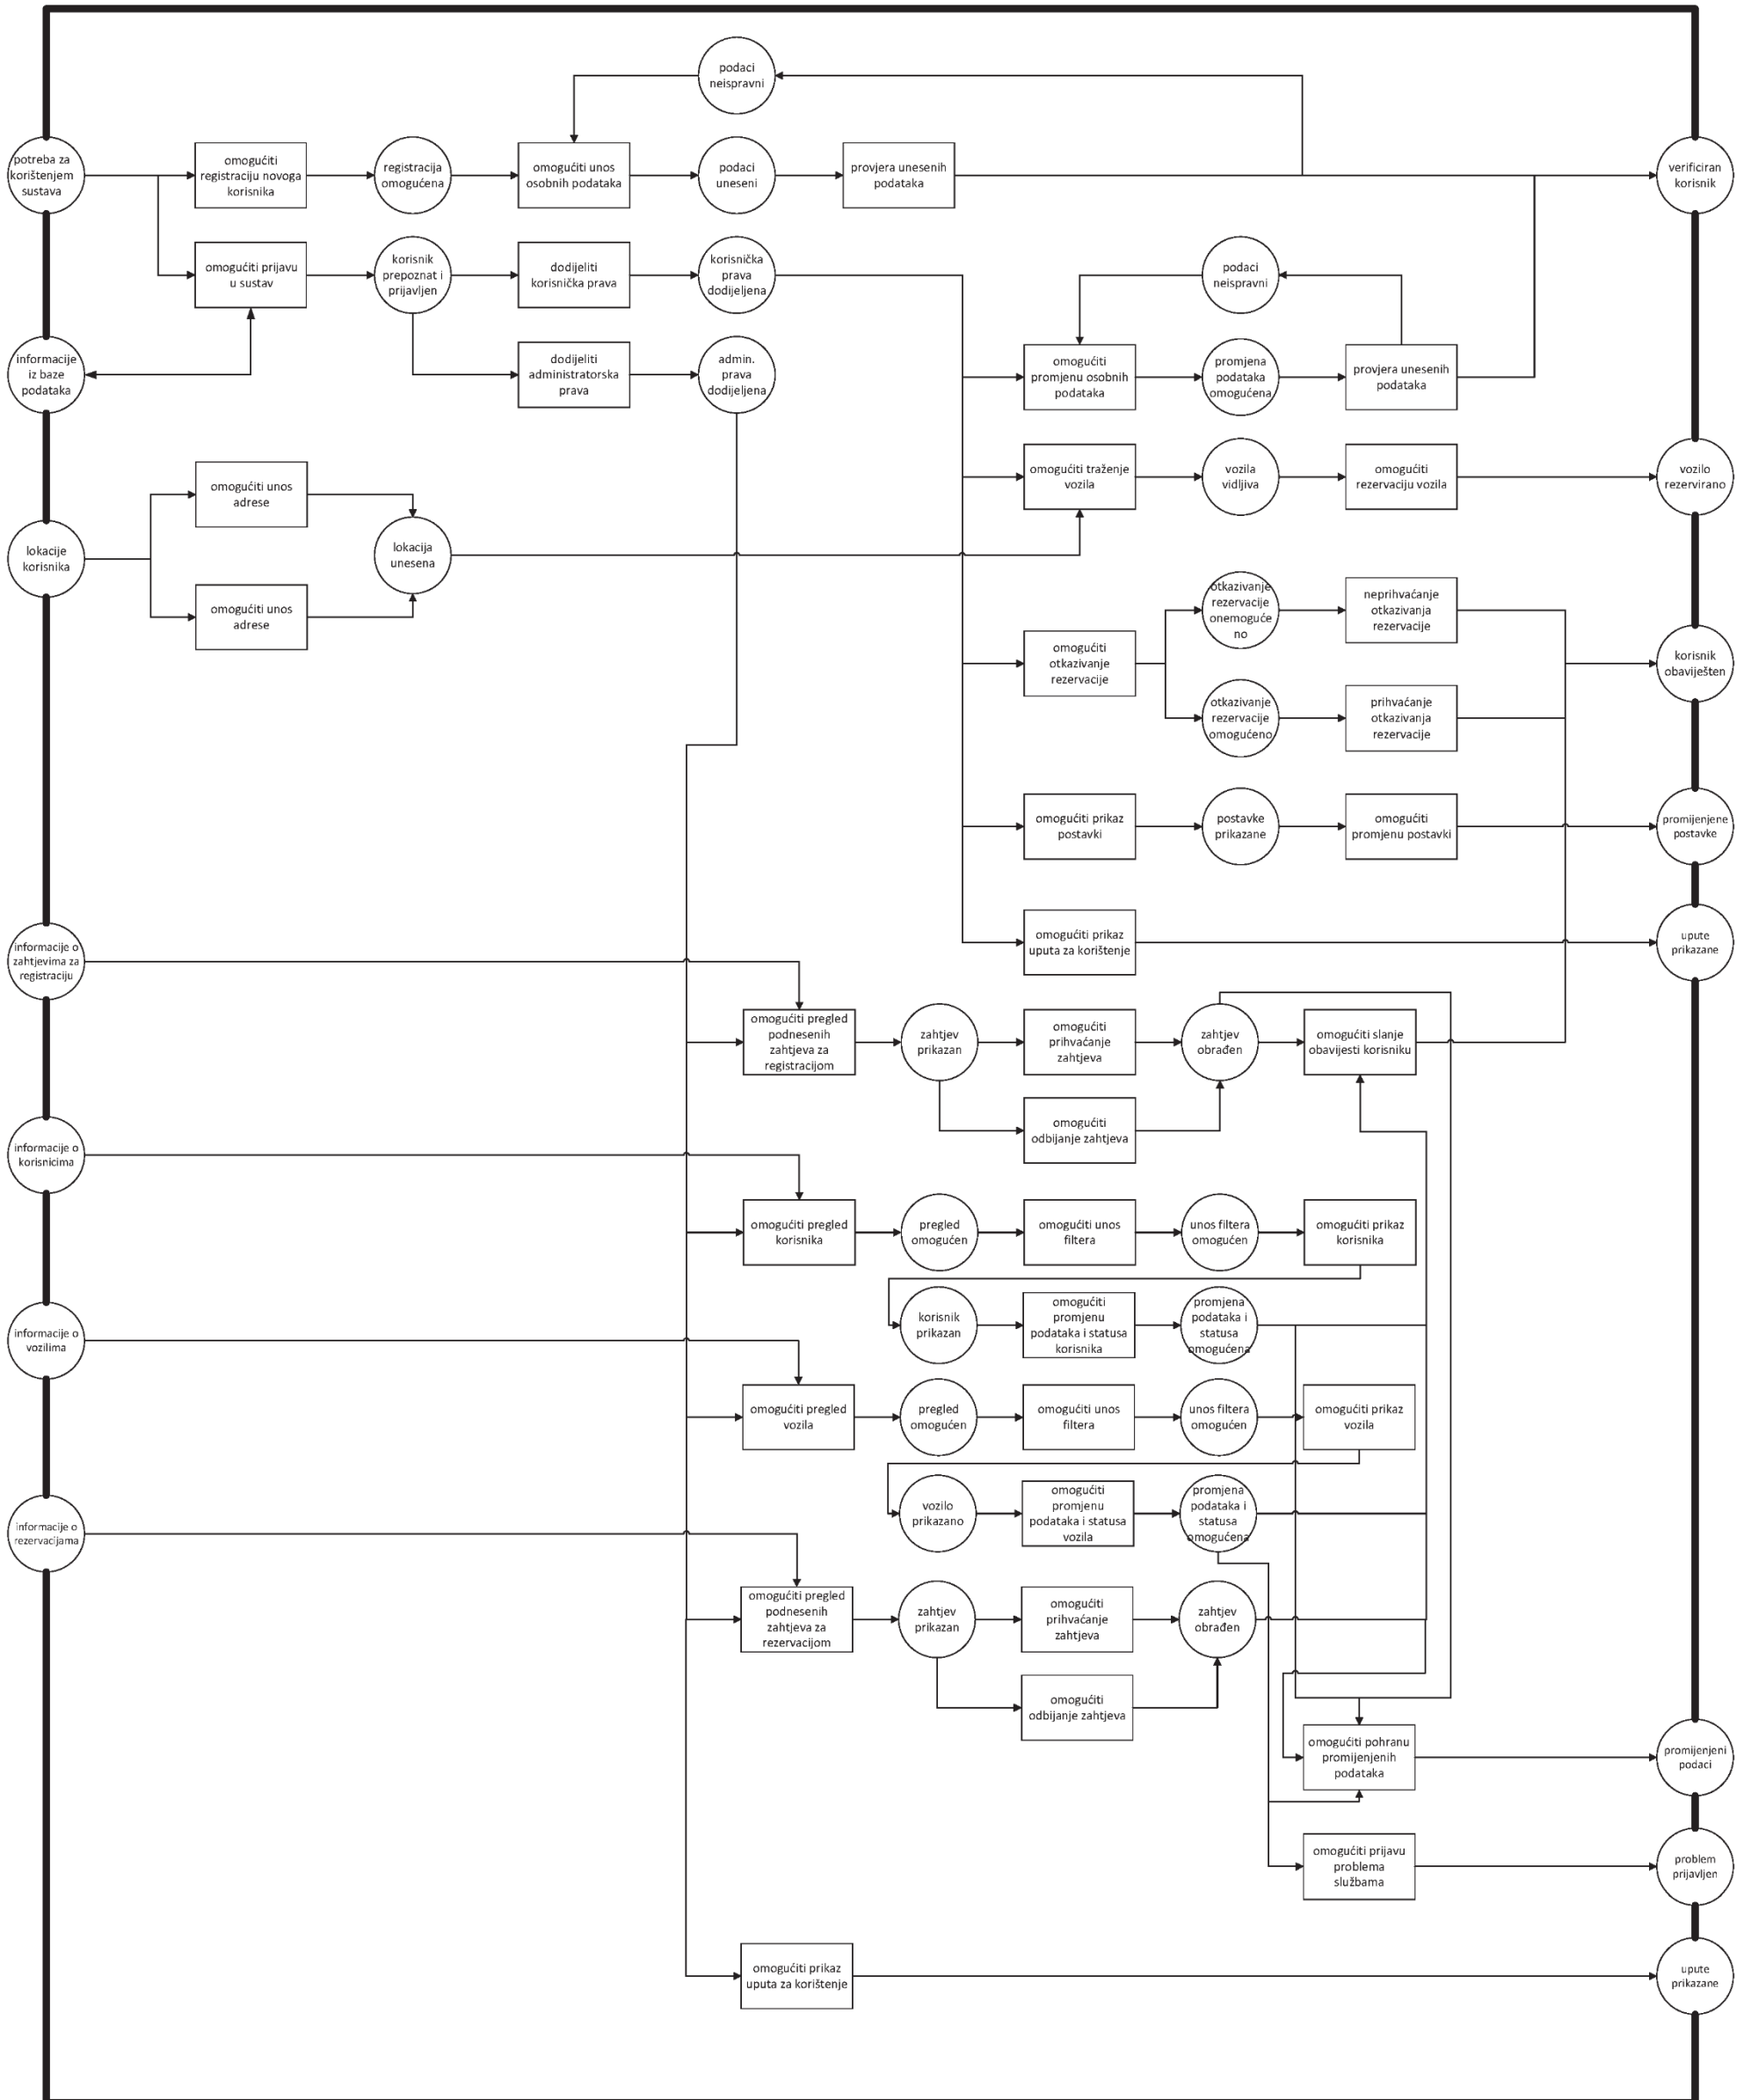 podaci
neispravni
potreba za
korištenjem
sustava
omogućiti
registraciju novoga
korisnika
registracija
omogućena
omogućiti unos
osobnih podataka
podaci
uneseni
provjera unesenih
podataka
verificiran
korisnik
omogućiti prijavu
u sustav
korisnik
prepoznat i
prijavljen
dodijeliti
korisnička prava
korisnička
prava
dodijeljena
podaci
neispravni
informacije
iz baze
podataka
dodijeliti
administratorska
prava
admin.
prava
dodijeljena
omogućiti
promjenu osobnih
podataka
promjena
podataka
omogućena
provjera unesenih
podataka
omogućiti unos
adrese
omogućiti traženje
vozila
vozila
vidljiva
omogućiti
rezervaciju vozila
vozilo
rezervirano
lokacije
korisnika
lokacija
unesena
omogućiti unos
adrese
otkazivanje
rezervacije
onemoguće
no
neprihvaćanje
otkazivanja
rezervacije
omogućiti
otkazivanje
rezervacije
korisnik
obaviješten
otkazivanje
rezervacije
omogućeno
prihvaćanje
otkazivanja
rezervacije
omogućiti prikaz
postavki
postavke
prikazane
omogućiti
promjenu postavki
promijenjene
postavke
informacije o
zahtjevima za
registraciju
omogućiti prikaz
uputa za korištenje
upute
prikazane
omogućiti pregled
podnesenih
zahtjeva za
registracijom
zahtjev
prikazan
omogućiti
prihvaćanje
zahtjeva
zahtjev
obrađen
omogućiti slanje
obavijesti korisniku
omogućiti
odbijanje zahtjeva
informacije o
korisnicima
omogućiti pregled
korisnika
pregled
omogućen
omogućiti unos
filtera
unos filtera
omogućen
omogućiti prikaz
korisnika
korisnik
prikazan
omogućiti
promjenu
podataka i statusa
korisnika
promjena
podataka i
statusa
omogućena
informacije o
vozilima
omogućiti pregled
vozila
pregled
omogućen
omogućiti unos
filtera
unos filtera
omogućen
omogućiti prikaz
vozila
vozilo
prikazano
omogućiti
promjenu
podataka i statusa
vozila
promjena
podataka i
statusa
omogućena
informacije o
rezervacijama
omogućiti pregled
podnesenih
zahtjeva za
rezervacijom
zahtjev
prikazan
omogućiti
prihvaćanje
zahtjeva
zahtjev
obrađen
omogućiti
odbijanje zahtjeva
omogućiti pohranu
promijenjenih
podataka
promijenjeni
podaci
omogućiti prijavu
problema
službama
problem
prijavljen
omogućiti prikaz
uputa za korištenje
upute
prikazane